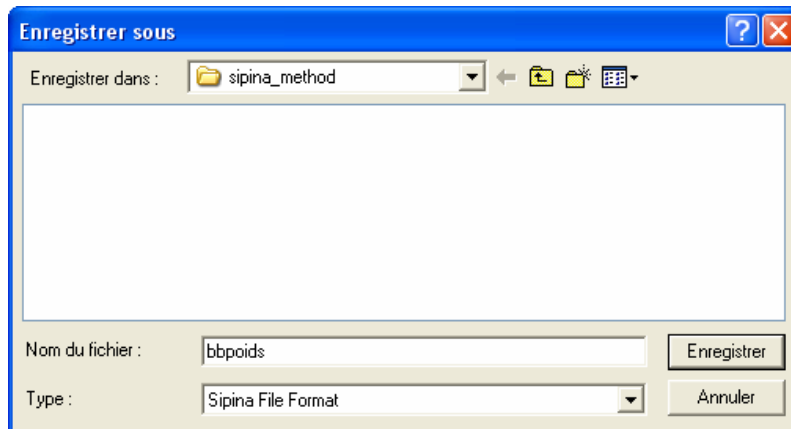 Enregistrer sous
Enregistrer dans : sipina_method
Nom du fichier : bbpoids Enregistrer
Type : Sipina File Format Annuler